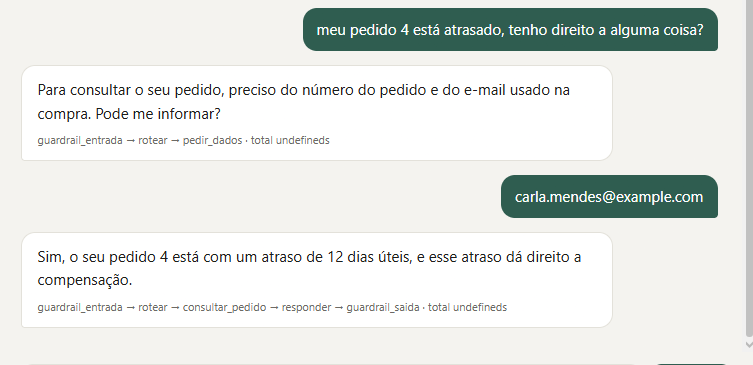 meu pedido 4 está atrasado, tenho direito a alguma coisa?
Para consultar o seu pedido, preciso do número do pedido e do e-mail usado na
compra. Pode me informar?
guardrail_entrada → rotear → pedir_dados · total undefineds
carla.mendes@example.com
Sim, o seu pedido 4 está com um atraso de 12 dias úteis, e esse atraso dá direito a
compensação.
guardrail_entrada → rotear → consultar_pedido → responder → guardrail_saida · total undefineds